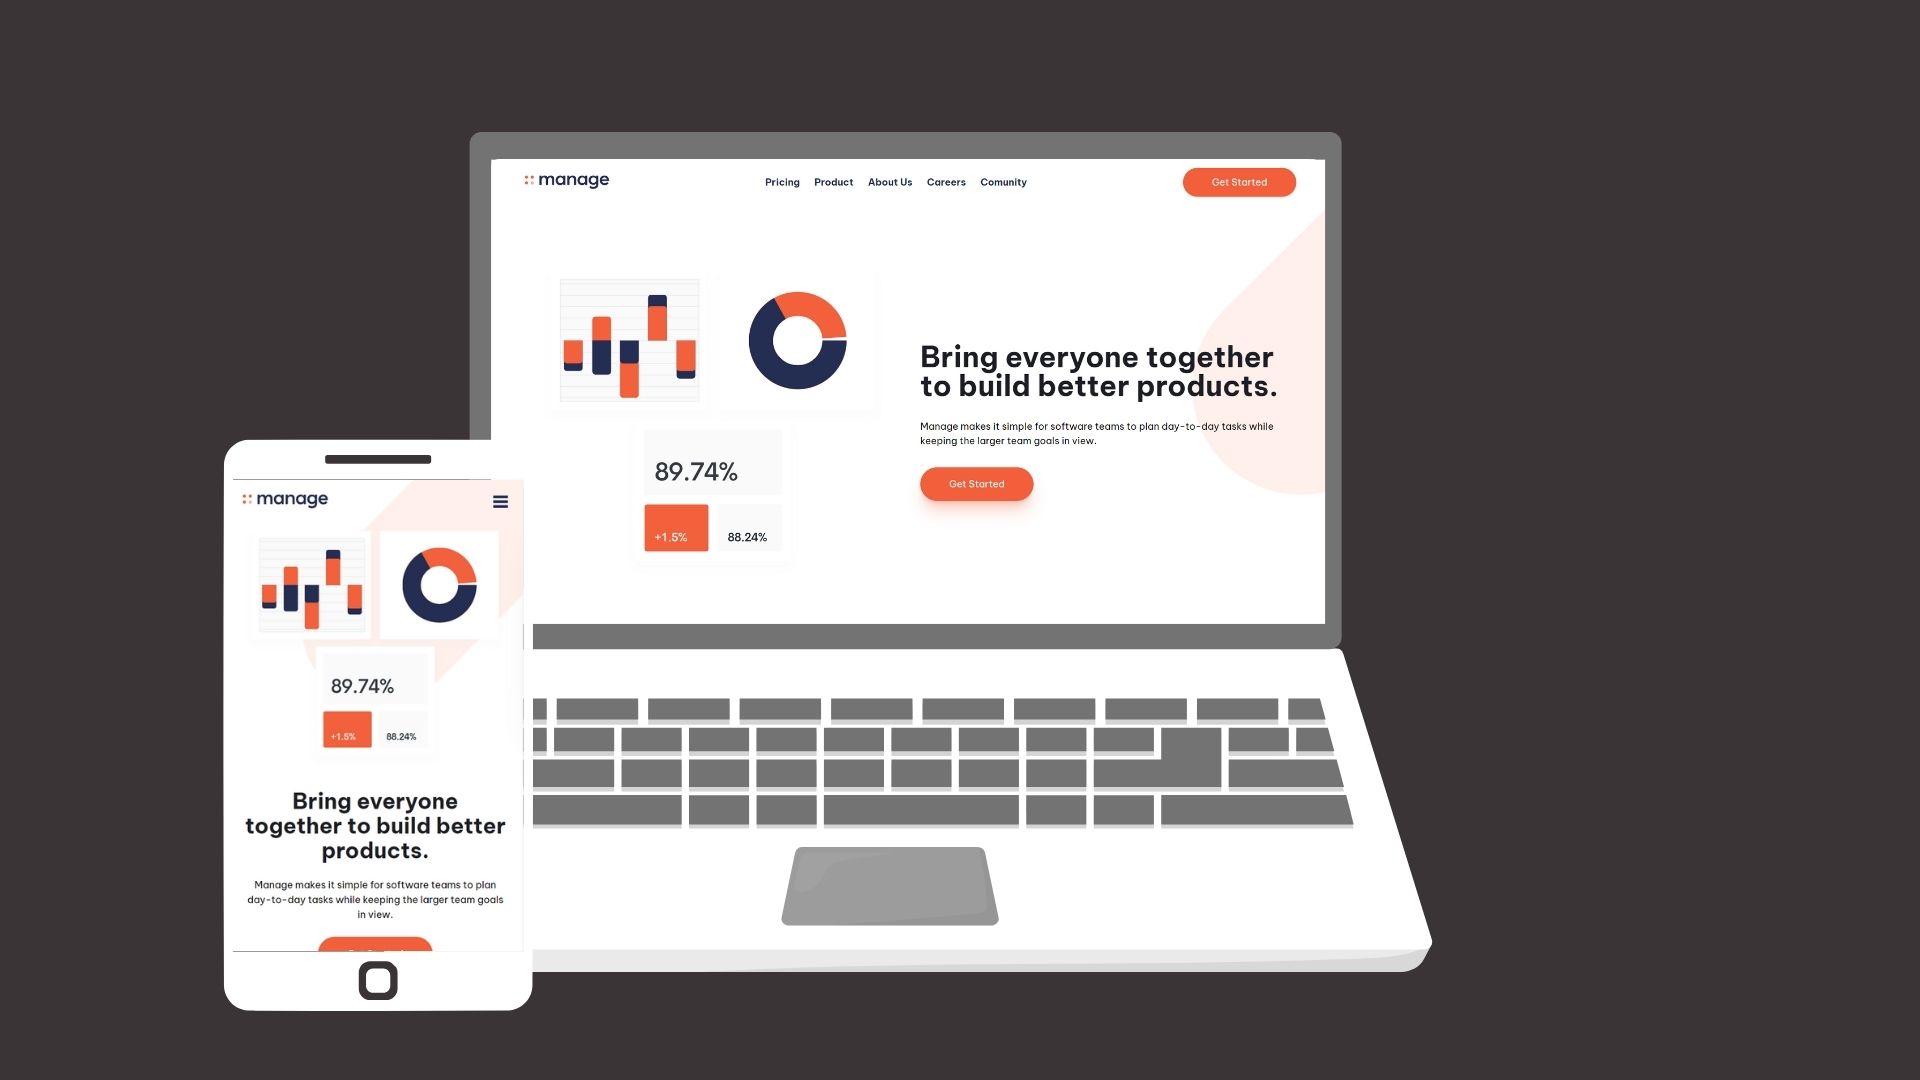 manage
Pricing Product About Us Careers Comunity
Get Started
Bring everyone together
to build better products.
Manage makes it simple for software teams to plan day-to-day tasks while
keeping the larger team goals in view.
Get Started
89.74%
+1.5% 88.24%
manage
89.74%
+1.5% 88.24%
Bring everyone
together to build better
products.
Manage makes it simple for software teams to plan
day-to-day tasks while keeping the larger team goals
in view.